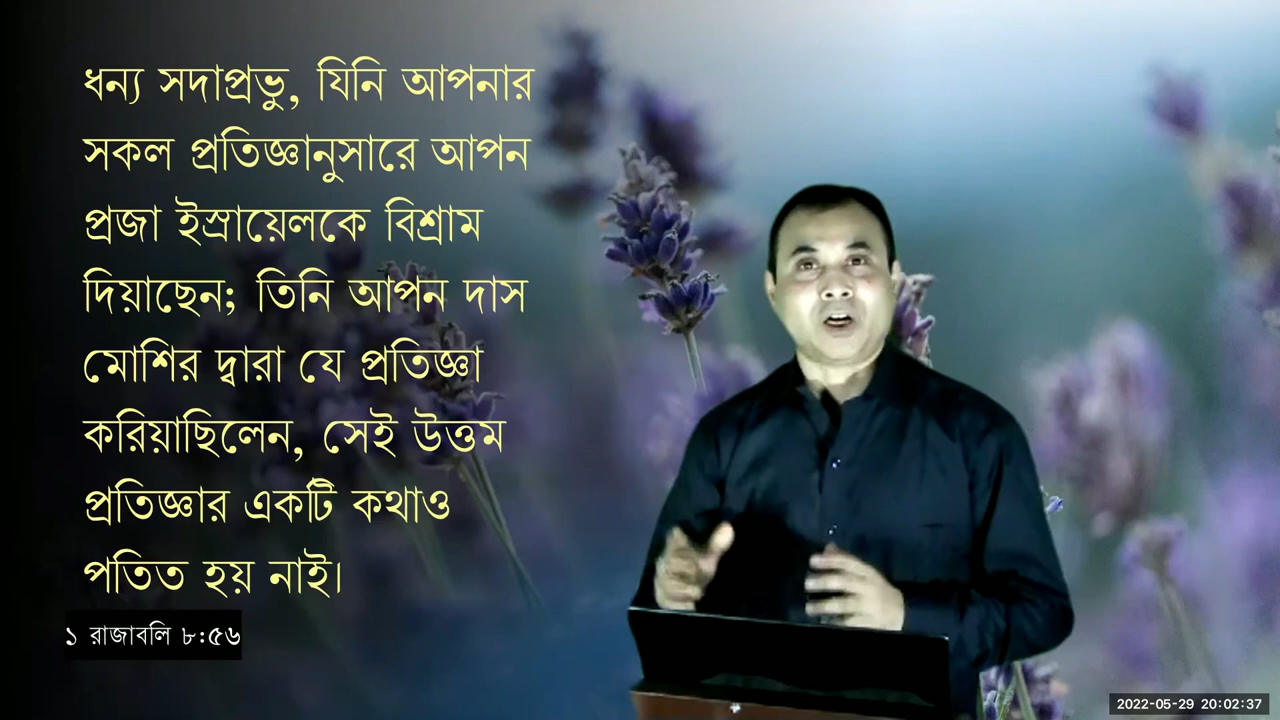 ধন্য সদাপ্রভু, যিনি আপনার
সকল প্রতিজ্ঞানুসারে আপন
প্রজা ইস্রায়েলকে বিশ্রাম
দিয়াছেন; তিনি আপন দাস
মোশির দ্বারা যে প্রতিজ্ঞা
করিয়াছিলেন, সেই উত্তম
প্রতিজ্ঞার একটি কথাও
পতিত হয় নাই।
১ রাজাবলি ৮:৫৬
2022-05-29 20:02:37